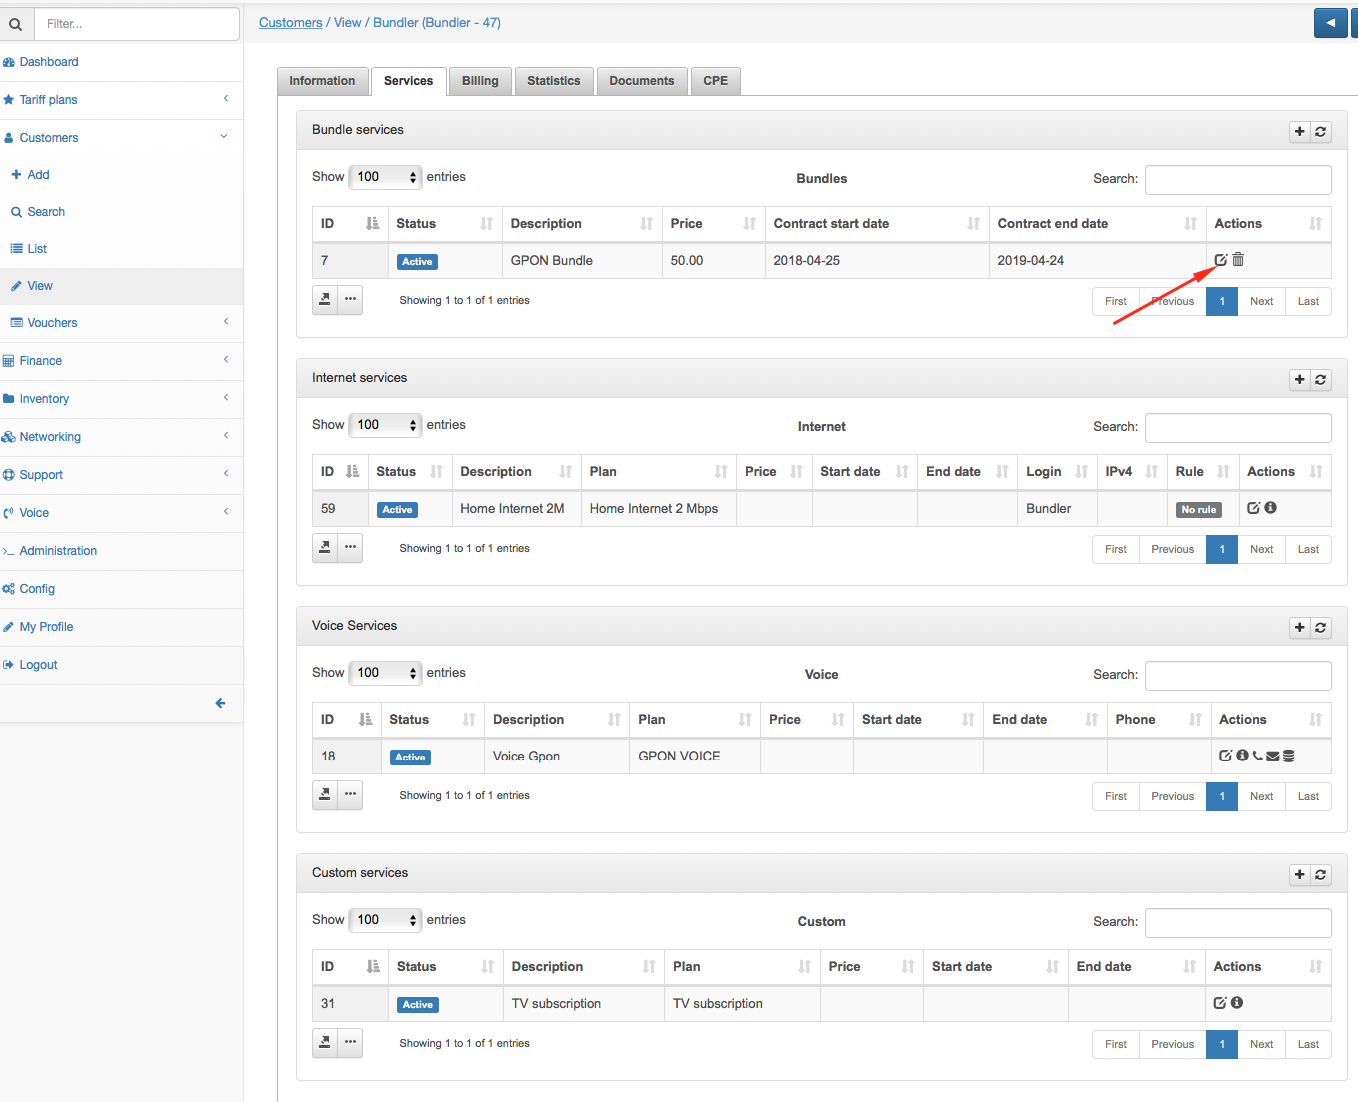 Filter...
Customers / View / Bundler (Bundler - 47)
Dashboard
Tariff plans
Customers
Add
Search
List
View
Vouchers
Finance
Inventory
Networking
Support
Voice
Administration
Config
My Profile
Logout
Information Services Billing Statistics Documents CPE
Bundle services
Show 100 entries Bundles Search:
ID Status Description Price Contract start date Contract end date Actions
7 Active GPON Bundle 50.00 2018-04-25 2019-04-24
Showing 1 to 1 of 1 entries First Previous 1 Next Last
Internet services
Show 100 entries Internet Search:
ID Status Description Plan Price Start date End date Login IPv4 Rule Actions
59 Active Home Internet 2M Home Internet 2 Mbps Bundler No rule
Showing 1 to 1 of 1 entries First Previous 1 Next Last
Voice Services
Show 100 entries Voice Search:
ID Status Description Plan Price Start date End date Phone Actions
18 Active Voice Gpon GPON VOICE
Showing 1 to 1 of 1 entries First Previous 1 Next Last
Custom services
Show 100 entries Custom Search:
ID Status Description Plan Price Start date End date Actions
31 Active TV subscription TV subscription
Showing 1 to 1 of 1 entries First Previous 1 Next Last